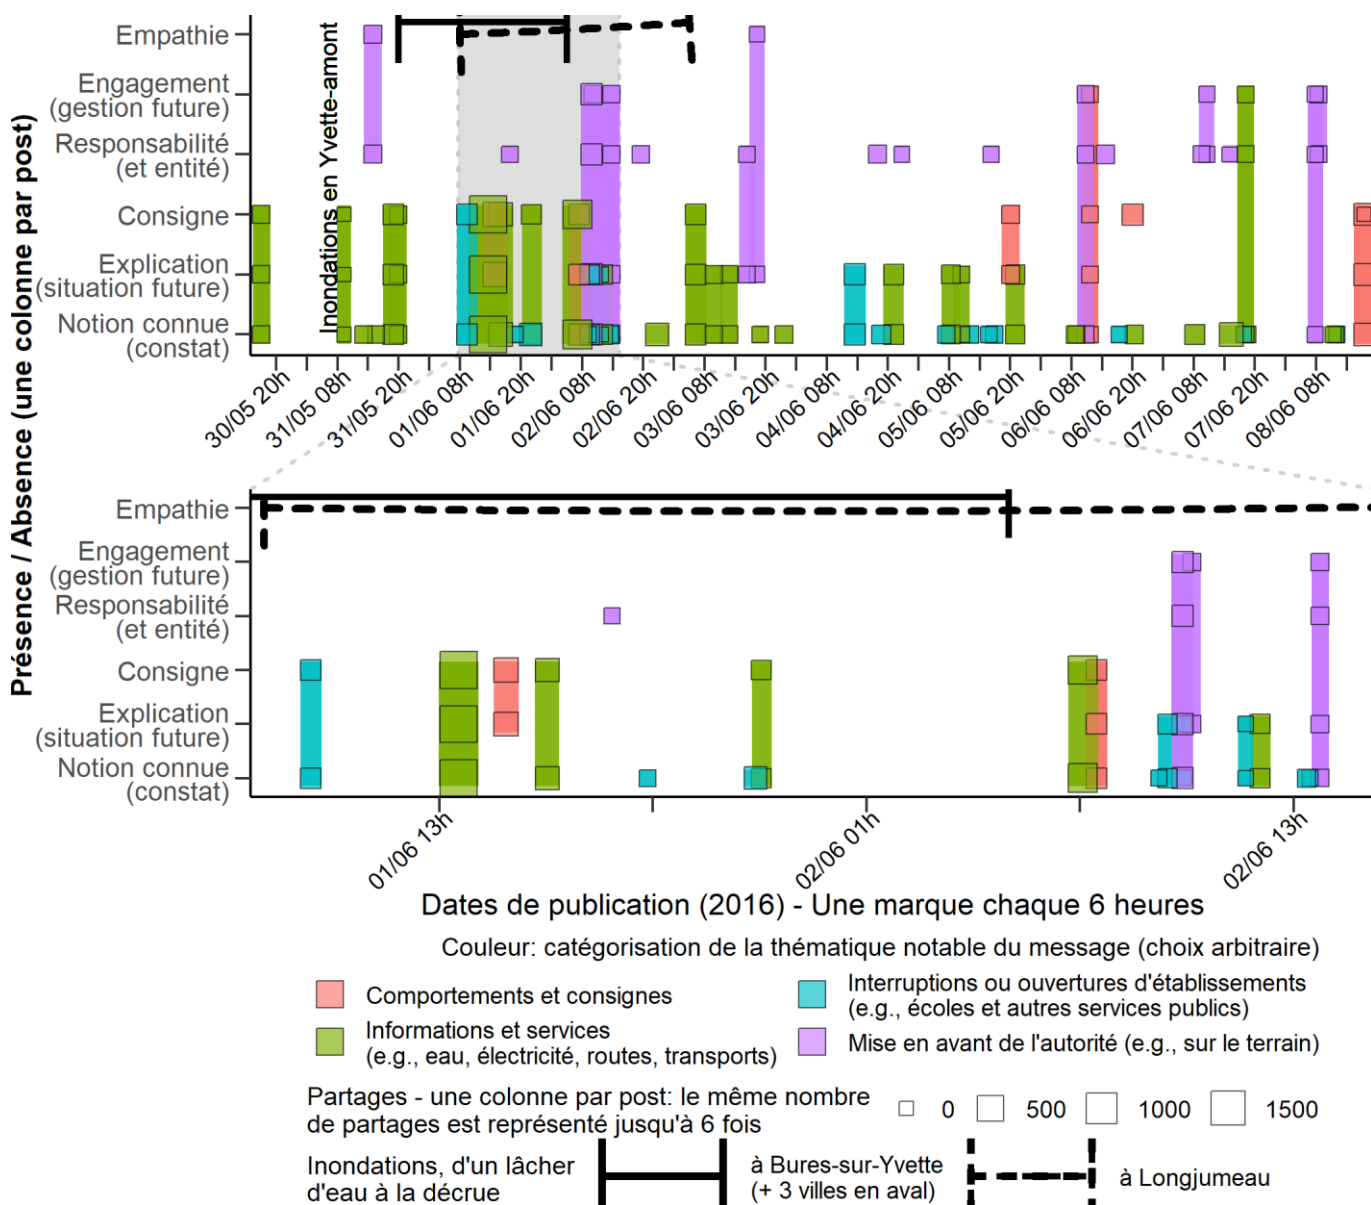 Présence / Absence (une colonne par post)
Empathie
Engagement
(gestion future)
Responsabilité
(et entité)
Consigne
Explication
(situation future)
Notion connue
(constat)
Inondations en Yvette-amont
30/05 20h
31/05 08h
31/05 20h
01/06 08h
01/06 20h
02/06 08h
02/06 20h
03/06 08h
03/06 20h
04/06 08h
04/06 20h
05/06 08h
05/06 20h
06/06 08h
06/06 20h
07/06 08h
07/06 20h
08/06 08h
Empathie
Engagement
(gestion future)
Responsabilité
(et entité)
Consigne
Explication
(situation future)
Notion connue
(constat)
01/06 13h
02/06 01h
02/06 13h
Dates de publication (2016) - Une marque chaque 6 heures
Couleur: catégorisation de la thématique notable du message (choix arbitraire)
Comportements et consignes
Informations et services
(e.g., eau, électricité, routes, transports)
Interruptions ou ouvertures d'établissements
(e.g., écoles et autres services publics)
Mise en avant de l'autorité (e.g., sur le terrain)
Partages - une colonne par post: le même nombre
de partages est représenté jusqu'à 6 fois
0
500
1000
1500
Inondations, d'un lâcher
d'eau à la décrue
à Bures-sur-Yvette
(+ 3 villes en aval)
à Longjumeau